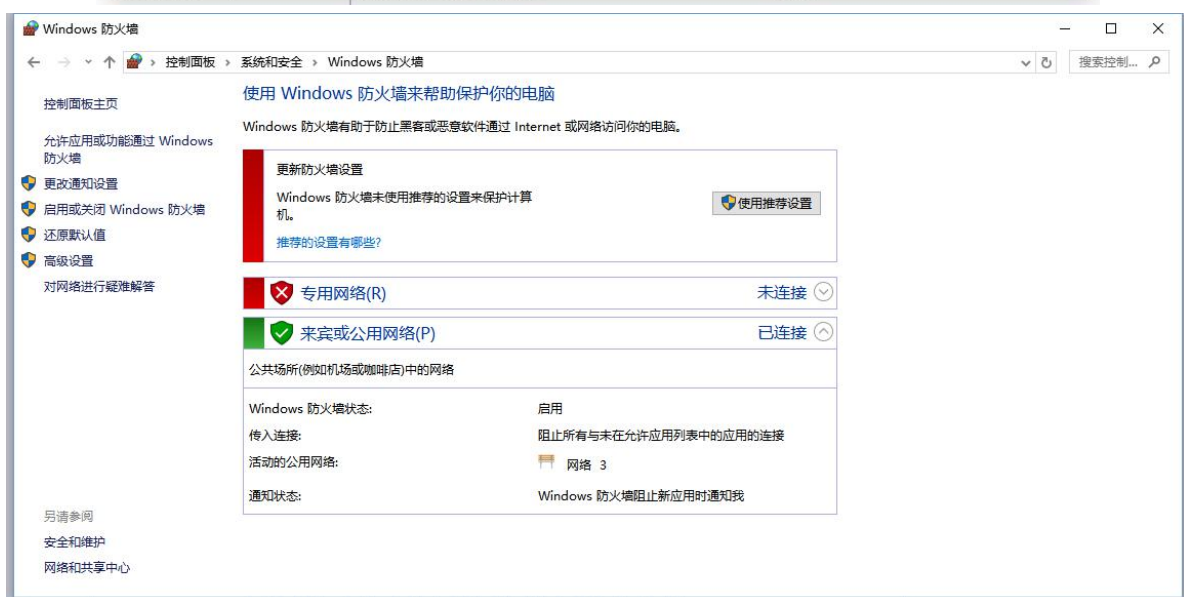 Windows 防火墙
控制面板 › 系统和安全 › Windows 防火墙
搜索控制...
控制面板主页
允许应用或功能通过 Windows
防火墙
更改通知设置
启用或关闭 Windows 防火墙
还原默认值
高级设置
对网络进行疑难解答
使用 Windows 防火墙来帮助保护你的电脑
Windows 防火墙有助于防止黑客或恶意软件通过 Internet 或网络访问你的电脑。
更新防火墙设置
Windows 防火墙未使用推荐的设置来保护计算
机。
使用推荐设置
推荐的设置有哪些?
专用网络(R) 未连接
来宾或公用网络(P) 已连接
公共场所(例如机场或咖啡店)中的网络
Windows 防火墙状态: 启用
传入连接: 阻止所有与未在允许应用列表中的应用的连接
活动的公用网络: 网络 3
通知状态: Windows 防火墙阻止新应用时通知我
另请参阅
安全和维护
网络和共享中心